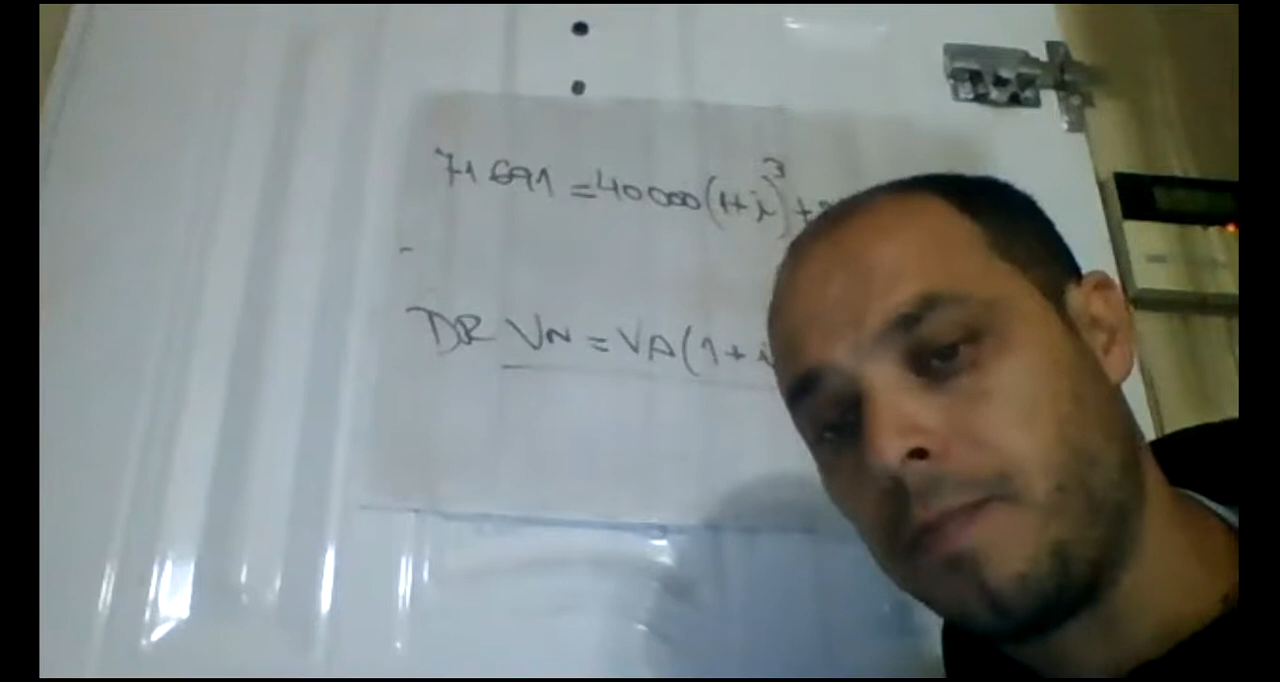 71 691 = 40 000 (1+i)³ +
DR VN = VA (1 + i